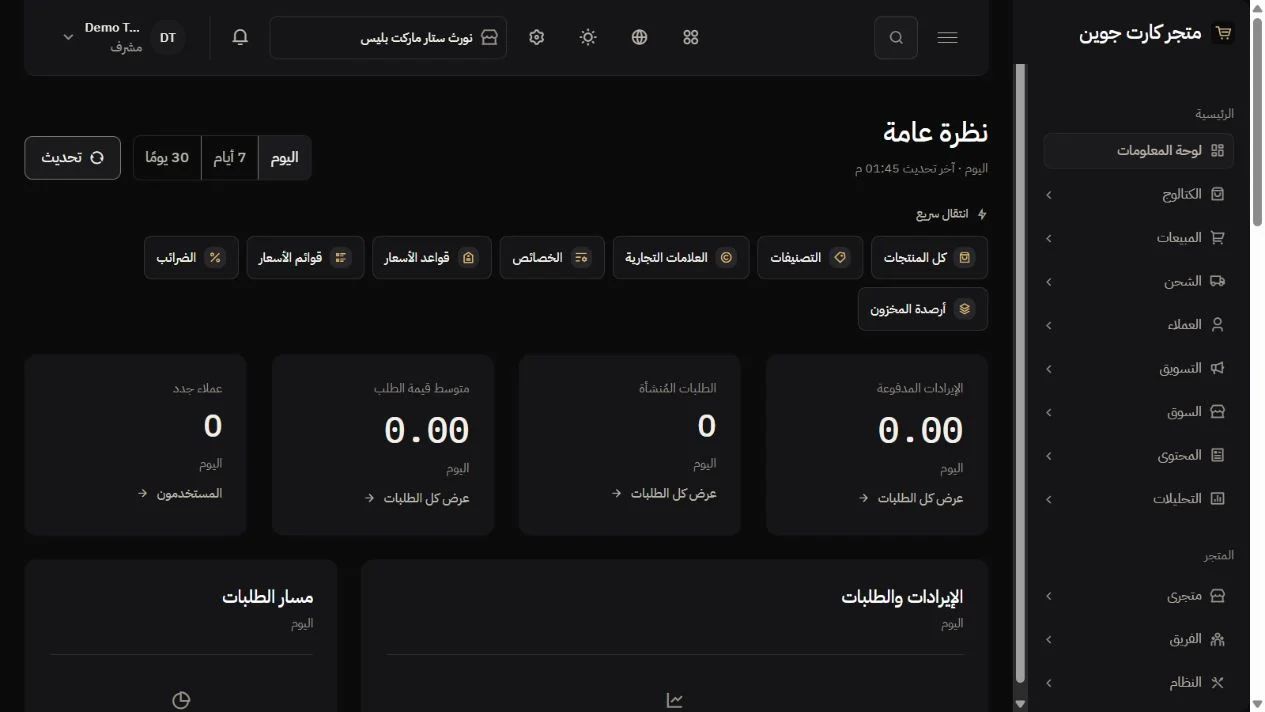 متجر كارت جوين
الرئيسية
لوحة المعلومات
الكتالوج
المبيعات
الشحن
العملاء
التسويق
السوق
المحتوى
التحليلات
المتجر
متجري
الفريق
النظام
نورث ستار ماركت بليس
DT
Demo T...
مشرف
نظرة عامة
اليوم · آخر تحديث 01:45 م
اليوم
7 أيام
30 يومًا
تحديث
انتقال سريع
كل المنتجات
التصنيفات
العلامات التجارية
الخصائص
قواعد الأسعار
قوائم الأسعار
الضرائب
أرصدة المخزون
الإيرادات المدفوعة
0.00
اليوم
عرض كل الطلبات
الطلبات المُنشأة
0
اليوم
عرض كل الطلبات
متوسط قيمة الطلب
0.00
اليوم
عرض كل الطلبات
عملاء جدد
0
اليوم
المستخدمون
الإيرادات والطلبات
اليوم
مسار الطلبات
اليوم